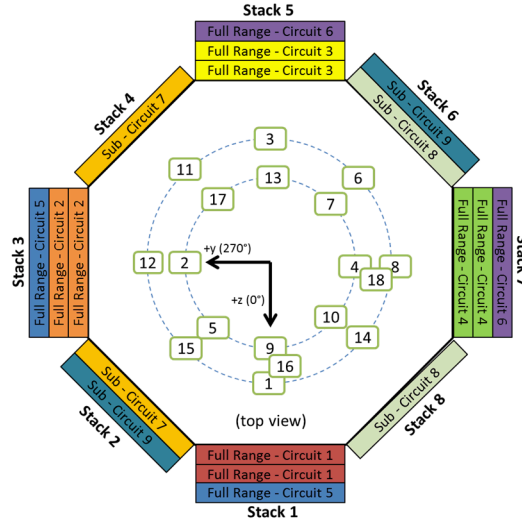 Stack 5
Full Range - Circuit 6
Full Range - Circuit 3
Full Range - Circuit 3
Stack 4
Sub - Circuit 7
Stack 6
Sub - Circuit 9
Sub - Circuit 8
3
11
13
6
17
7
Stack 3
Full Range - Circuit 5
Full Range - Circuit 2
Full Range - Circuit 2
12
2
+y (270°)
+z (0°)
4
8
18
Full Range - Circuit 4
Full Range - Circuit 4
Full Range - Circuit 6
Stack 7
5
15
10
14
9
16
1
Sub - Circuit 7
Sub - Circuit 9
Stack 2
Sub - Circuit 8
Stack 8
(top view)
Full Range - Circuit 1
Full Range - Circuit 1
Full Range - Circuit 5
Stack 1